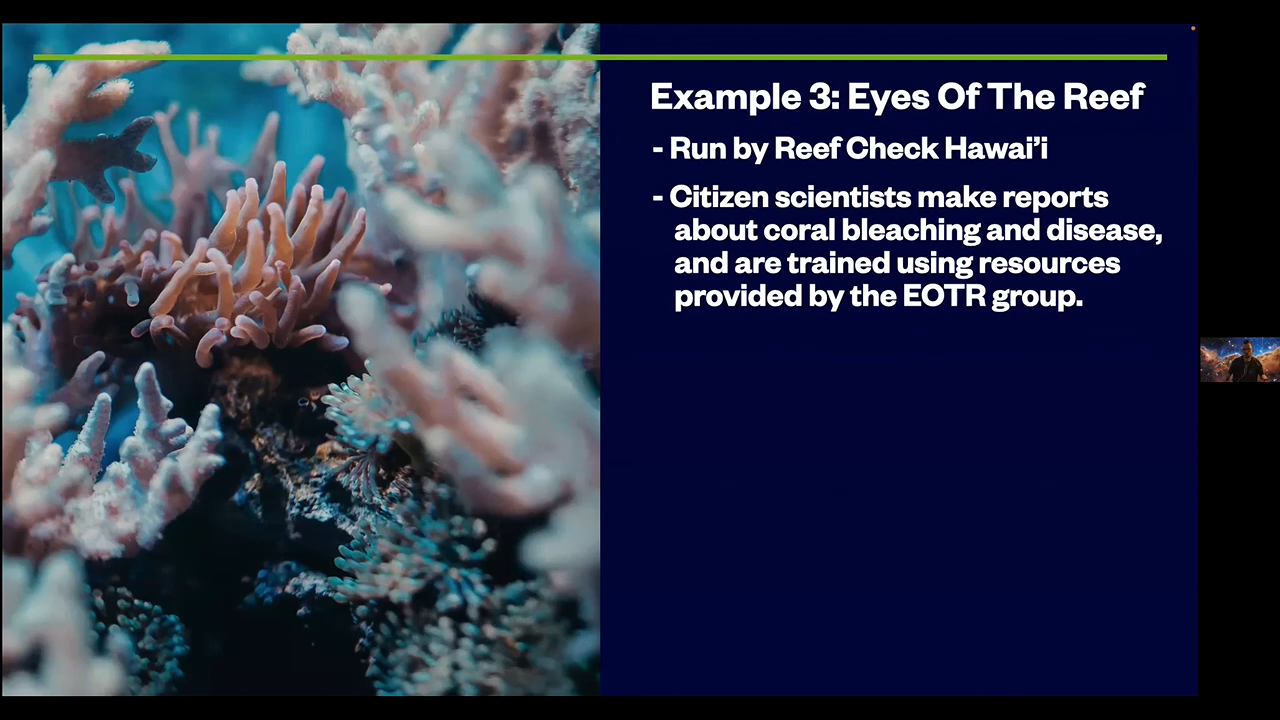 Example 3: Eyes Of The Reef
- Run by Reef Check Hawai’i
- Citizen scientists make reports
about coral bleaching and disease,
and are trained using resources
provided by the EOTR group.